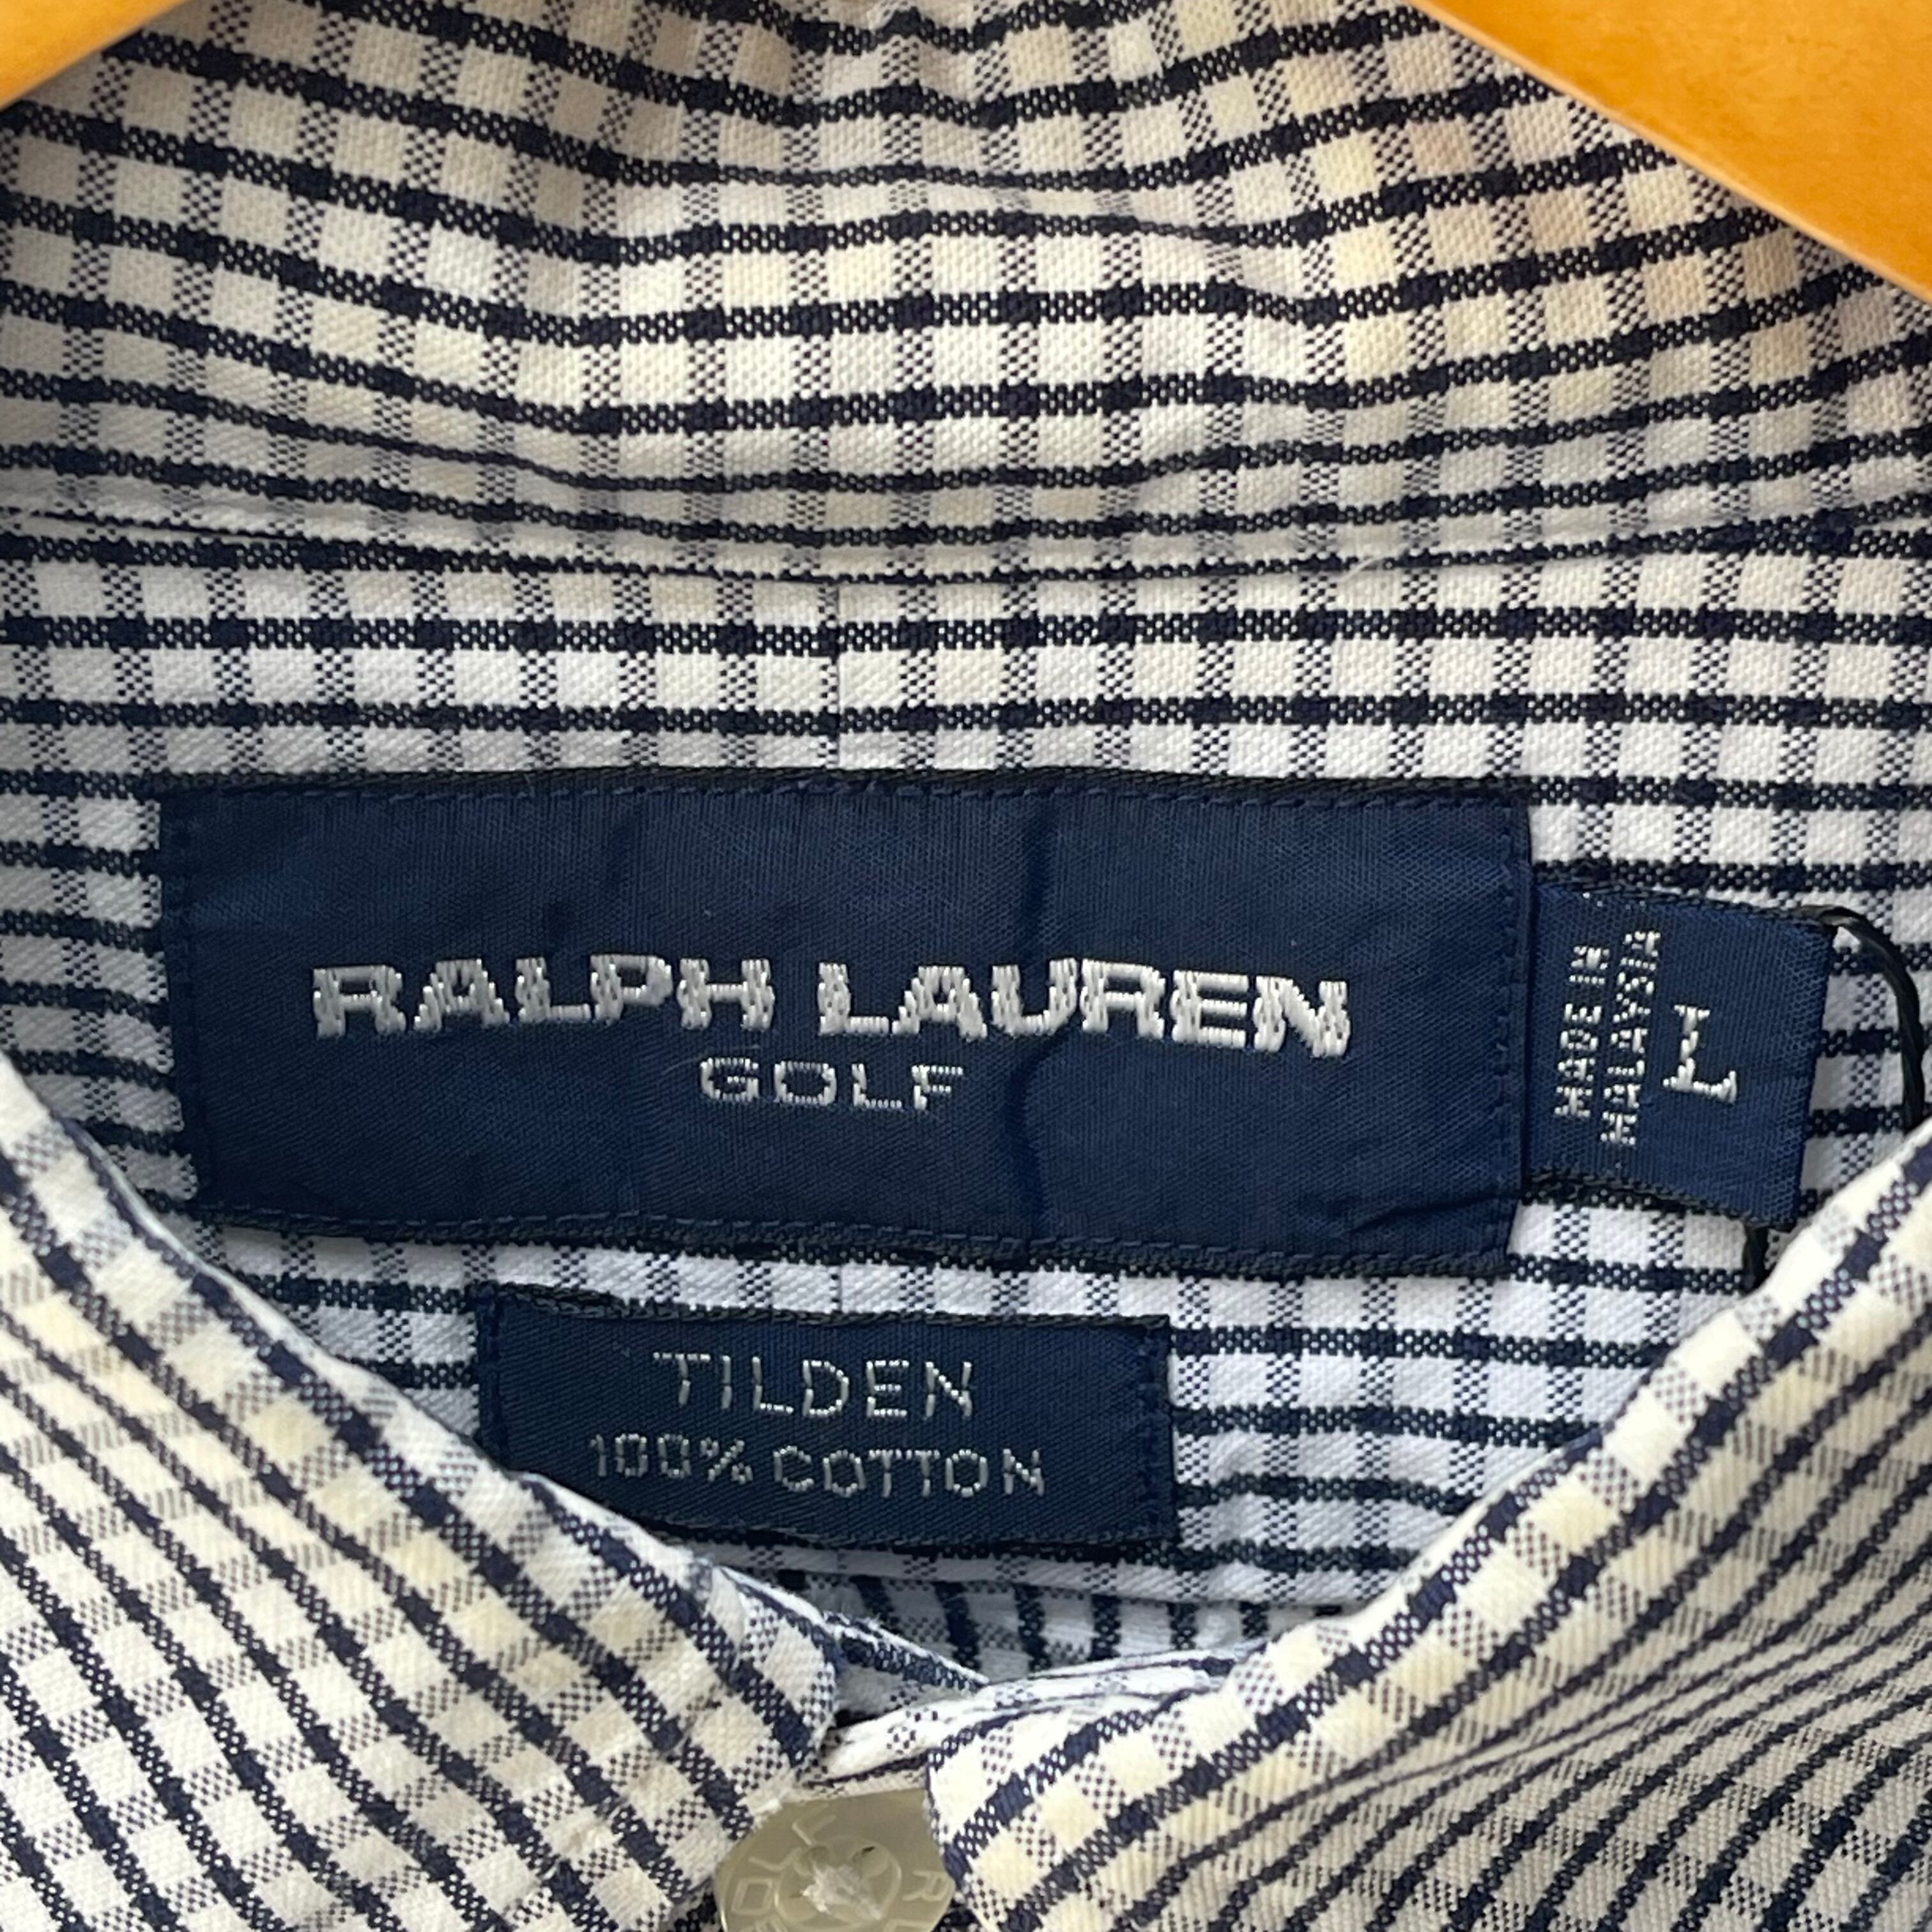 RALPH LAUREN
GOLF
MADE IN
MALAYSIA
L
TILDEN
100% COTTON